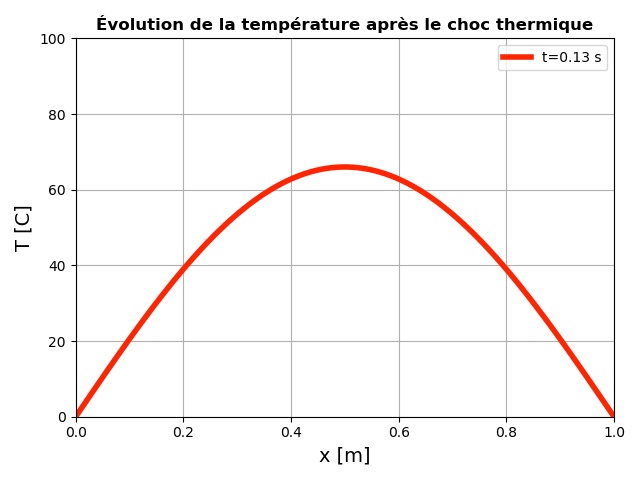 Évolution de la température après le choc thermique
t=0.13 s
T [C]
100
80
60
40
20
0
0.0 0.2 0.4 0.6 0.8 1.0
x [m]